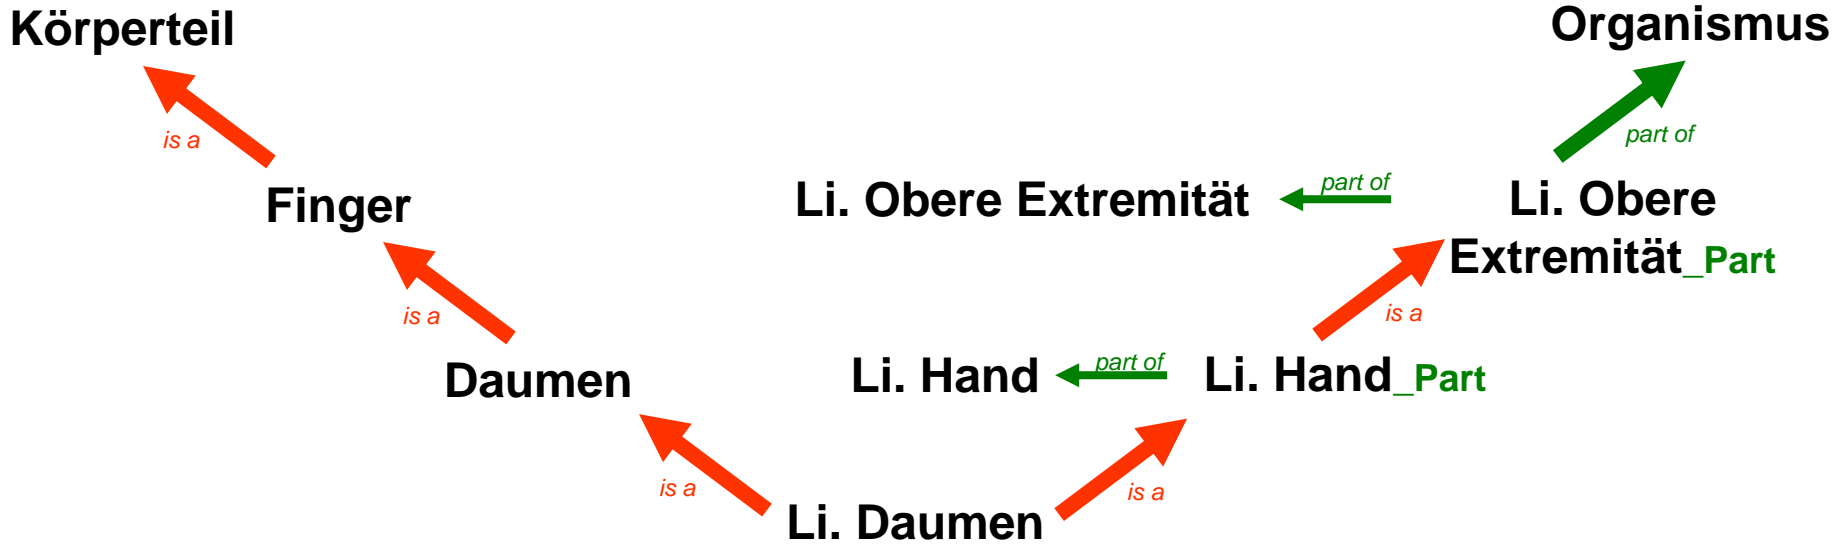 Körperteil
Organismus
is a
part of
Finger
Li. Obere Extremität
part of
Li. Obere
Extremität_Part
is a
is a
Daumen
Li. Hand
part of
Li. Hand_Part
is a
is a
Li. Daumen